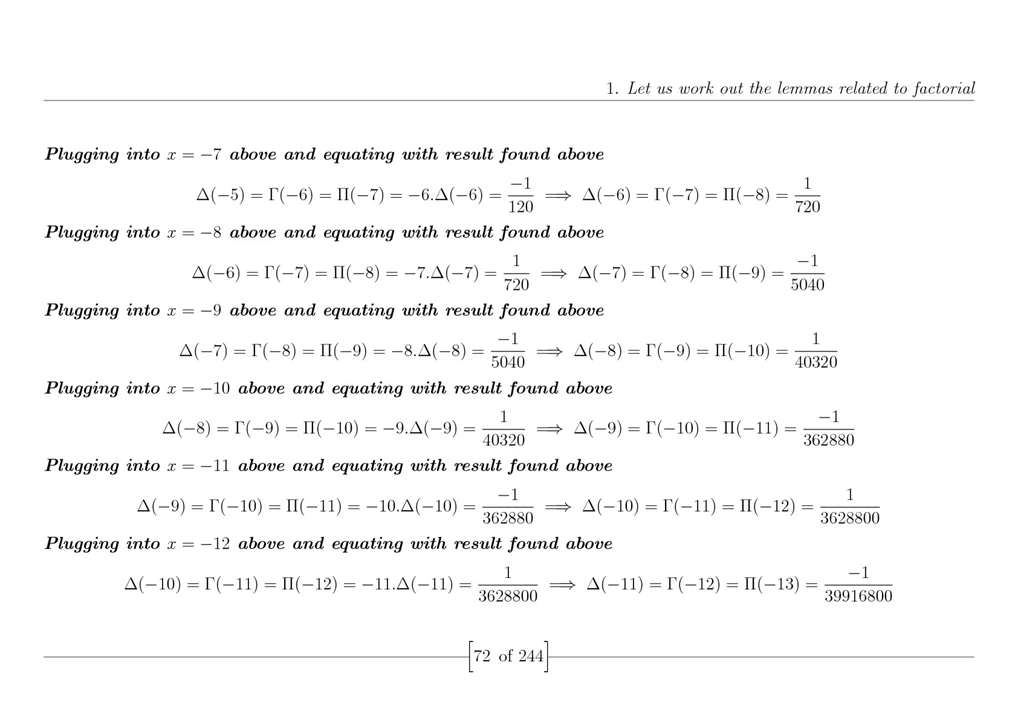 1. Let us work out the lemmas related to factorial
Plugging into x = −7 above and equating with result found above
Δ(−5) = Γ(−6) = Π(−7) = −6.Δ(−6) = −1/120 ⟹ Δ(−6) = Γ(−7) = Π(−8) = 1/720
Plugging into x = −8 above and equating with result found above
Δ(−6) = Γ(−7) = Π(−8) = −7.Δ(−7) = 1/720 ⟹ Δ(−7) = Γ(−8) = Π(−9) = −1/5040
Plugging into x = −9 above and equating with result found above
Δ(−7) = Γ(−8) = Π(−9) = −8.Δ(−8) = −1/5040 ⟹ Δ(−8) = Γ(−9) = Π(−10) = 1/40320
Plugging into x = −10 above and equating with result found above
Δ(−8) = Γ(−9) = Π(−10) = −9.Δ(−9) = 1/40320 ⟹ Δ(−9) = Γ(−10) = Π(−11) = −1/362880
Plugging into x = −11 above and equating with result found above
Δ(−9) = Γ(−10) = Π(−11) = −10.Δ(−10) = −1/362880 ⟹ Δ(−10) = Γ(−11) = Π(−12) = 1/3628800
Plugging into x = −12 above and equating with result found above
Δ(−10) = Γ(−11) = Π(−12) = −11.Δ(−11) = 1/3628800 ⟹ Δ(−11) = Γ(−12) = Π(−13) = −1/39916800
[72 of 244]